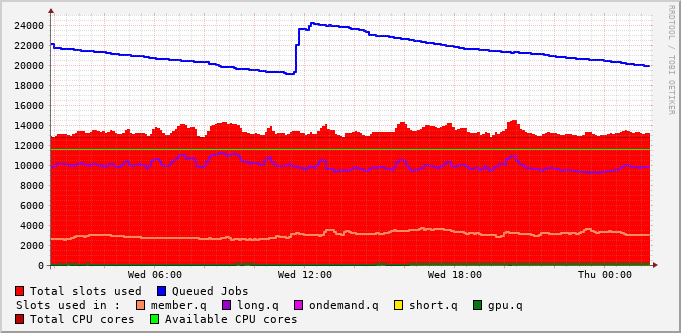 24000
22000
20000
18000
16000
14000
12000
10000
8000
6000
4000
2000
0
Wed 06:00 Wed 12:00 Wed 18:00 Thu 00:00
Total slots used Queued Jobs
Slots used in : member.q long.q ondemand.q short.q gpu.q
Total CPU cores Available CPU cores
RRDTOOL / TOBI OETIKER